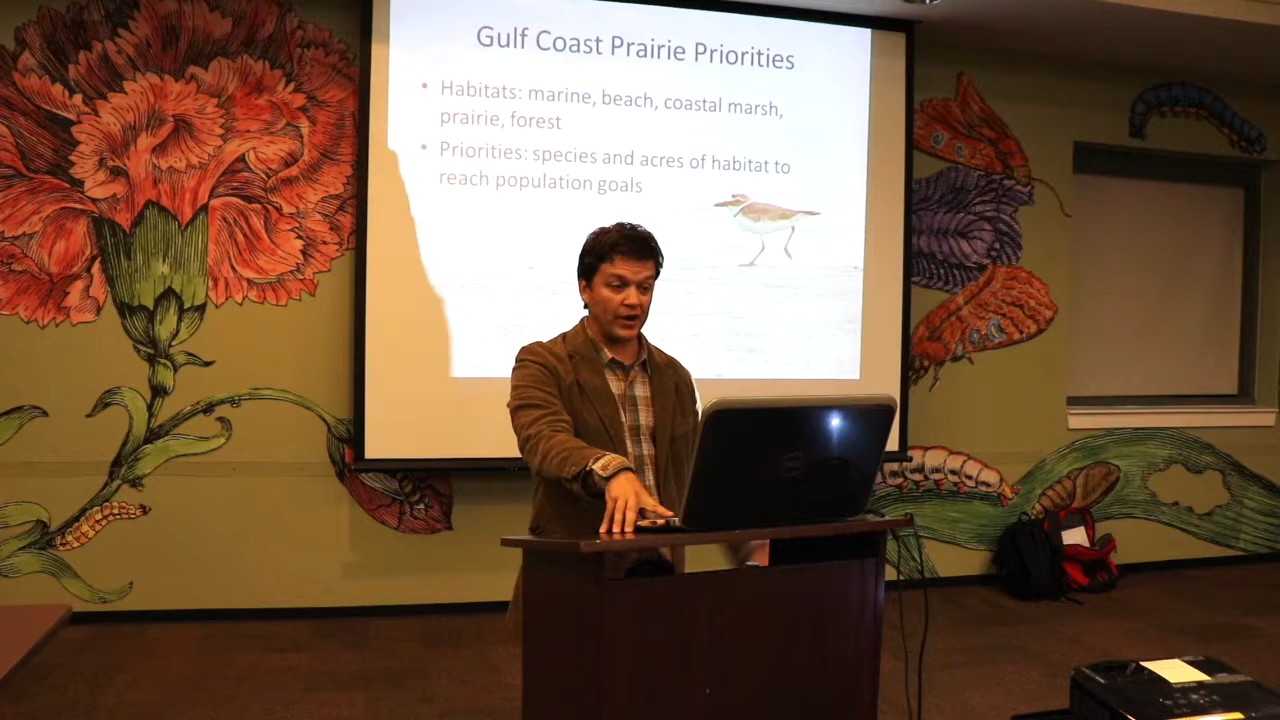 Gulf Coast Prairie Priorities
• Habitats: marine, beach, coastal marsh,
prairie, forest
• Priorities: species and acres of habitat to
reach population goals